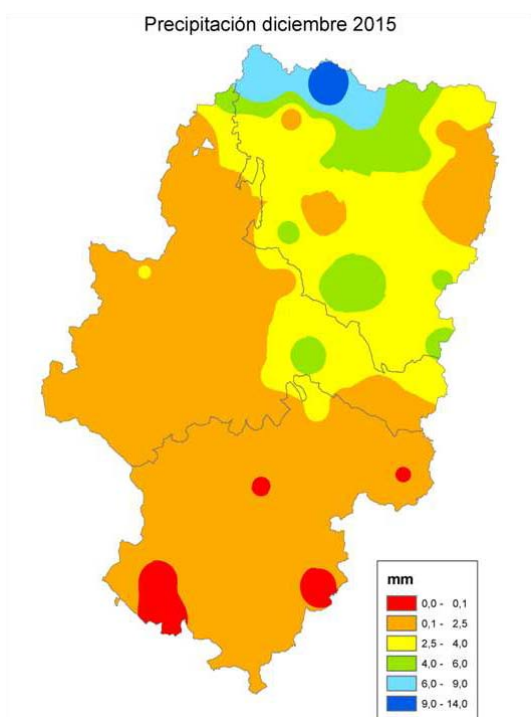 Precipitación diciembre 2015
mm
0,0 - 0,1
0,1 - 2,5
2,5 - 4,0
4,0 - 6,0
6,0 - 9,0
9,0 - 14,0